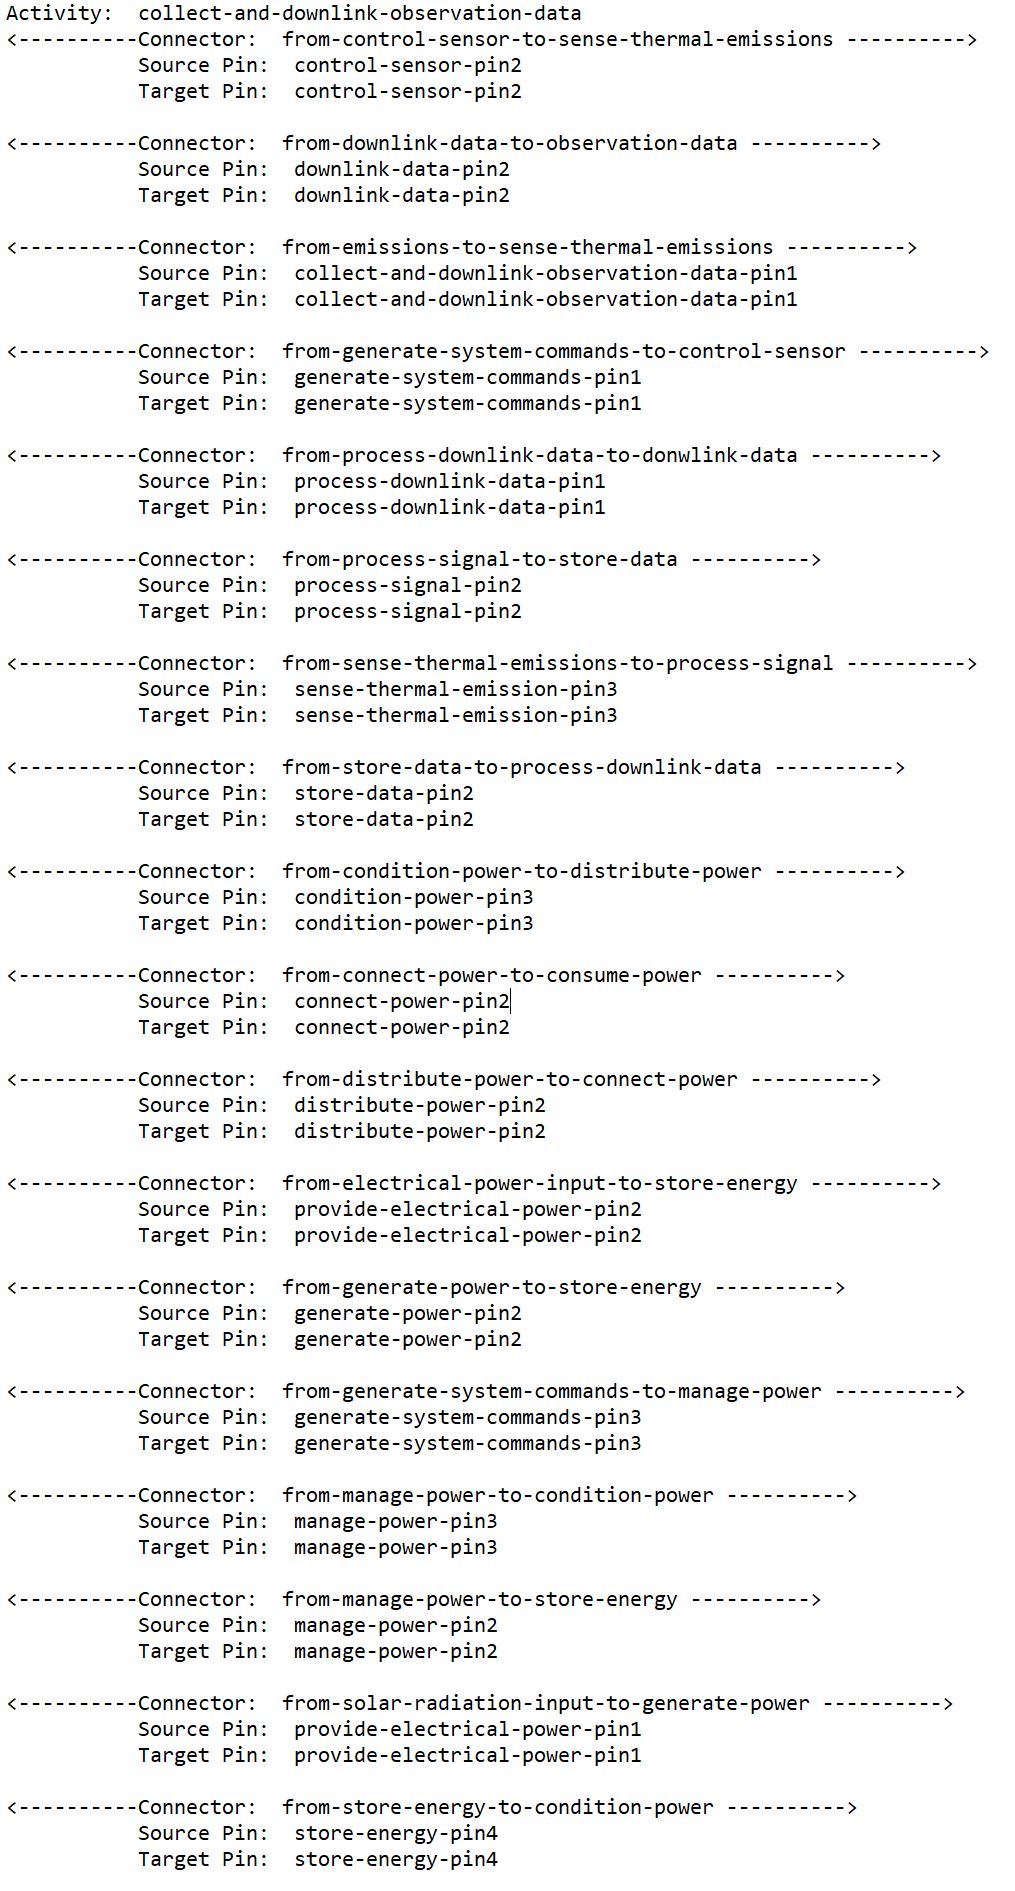 Activity:  collect-and-downlink-observation-data
<----------Connector:  from-control-sensor-to-sense-thermal-emissions ---------->
           Source Pin:  control-sensor-pin2
           Target Pin:  control-sensor-pin2

<----------Connector:  from-downlink-data-to-observation-data ---------->
           Source Pin:  downlink-data-pin2
           Target Pin:  downlink-data-pin2

<----------Connector:  from-emissions-to-sense-thermal-emissions ---------->
           Source Pin:  collect-and-downlink-observation-data-pin1
           Target Pin:  collect-and-downlink-observation-data-pin1

<----------Connector:  from-generate-system-commands-to-control-sensor ---------->
           Source Pin:  generate-system-commands-pin1
           Target Pin:  generate-system-commands-pin1

<----------Connector:  from-process-downlink-data-to-donwlink-data ---------->
           Source Pin:  process-downlink-data-pin1
           Target Pin:  process-downlink-data-pin1

<----------Connector:  from-process-signal-to-store-data ---------->
           Source Pin:  process-signal-pin2
           Target Pin:  process-signal-pin2

<----------Connector:  from-sense-thermal-emissions-to-process-signal ---------->
           Source Pin:  sense-thermal-emission-pin3
           Target Pin:  sense-thermal-emission-pin3

<----------Connector:  from-store-data-to-process-downlink-data ---------->
           Source Pin:  store-data-pin2
           Target Pin:  store-data-pin2

<----------Connector:  from-condition-power-to-distribute-power ---------->
           Source Pin:  condition-power-pin3
           Target Pin:  condition-power-pin3

<----------Connector:  from-connect-power-to-consume-power ---------->
           Source Pin:  connect-power-pin2
           Target Pin:  connect-power-pin2

<----------Connector:  from-distribute-power-to-connect-power ---------->
           Source Pin:  distribute-power-pin2
           Target Pin:  distribute-power-pin2

<----------Connector:  from-electrical-power-input-to-store-energy ---------->
           Source Pin:  provide-electrical-power-pin2
           Target Pin:  provide-electrical-power-pin2

<----------Connector:  from-generate-power-to-store-energy ---------->
           Source Pin:  generate-power-pin2
           Target Pin:  generate-power-pin2

<----------Connector:  from-generate-system-commands-to-manage-power ---------->
           Source Pin:  generate-system-commands-pin3
           Target Pin:  generate-system-commands-pin3

<----------Connector:  from-manage-power-to-condition-power ---------->
           Source Pin:  manage-power-pin3
           Target Pin:  manage-power-pin3

<----------Connector:  from-manage-power-to-store-energy ---------->
           Source Pin:  manage-power-pin2
           Target Pin:  manage-power-pin2

<----------Connector:  from-solar-radiation-input-to-generate-power ---------->
           Source Pin:  provide-electrical-power-pin1
           Target Pin:  provide-electrical-power-pin1

<----------Connector:  from-store-energy-to-condition-power ---------->
           Source Pin:  store-energy-pin4
           Target Pin:  store-energy-pin4